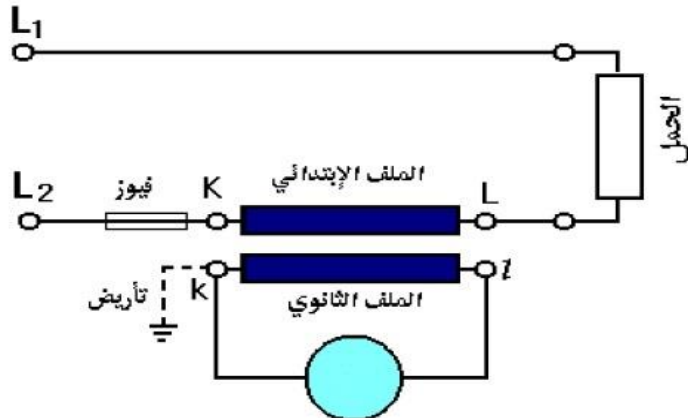 L1
الحمل
L2
فيوز
K
الملف الإبتدائي
L
تأريض
k
الملف الثانوي
l